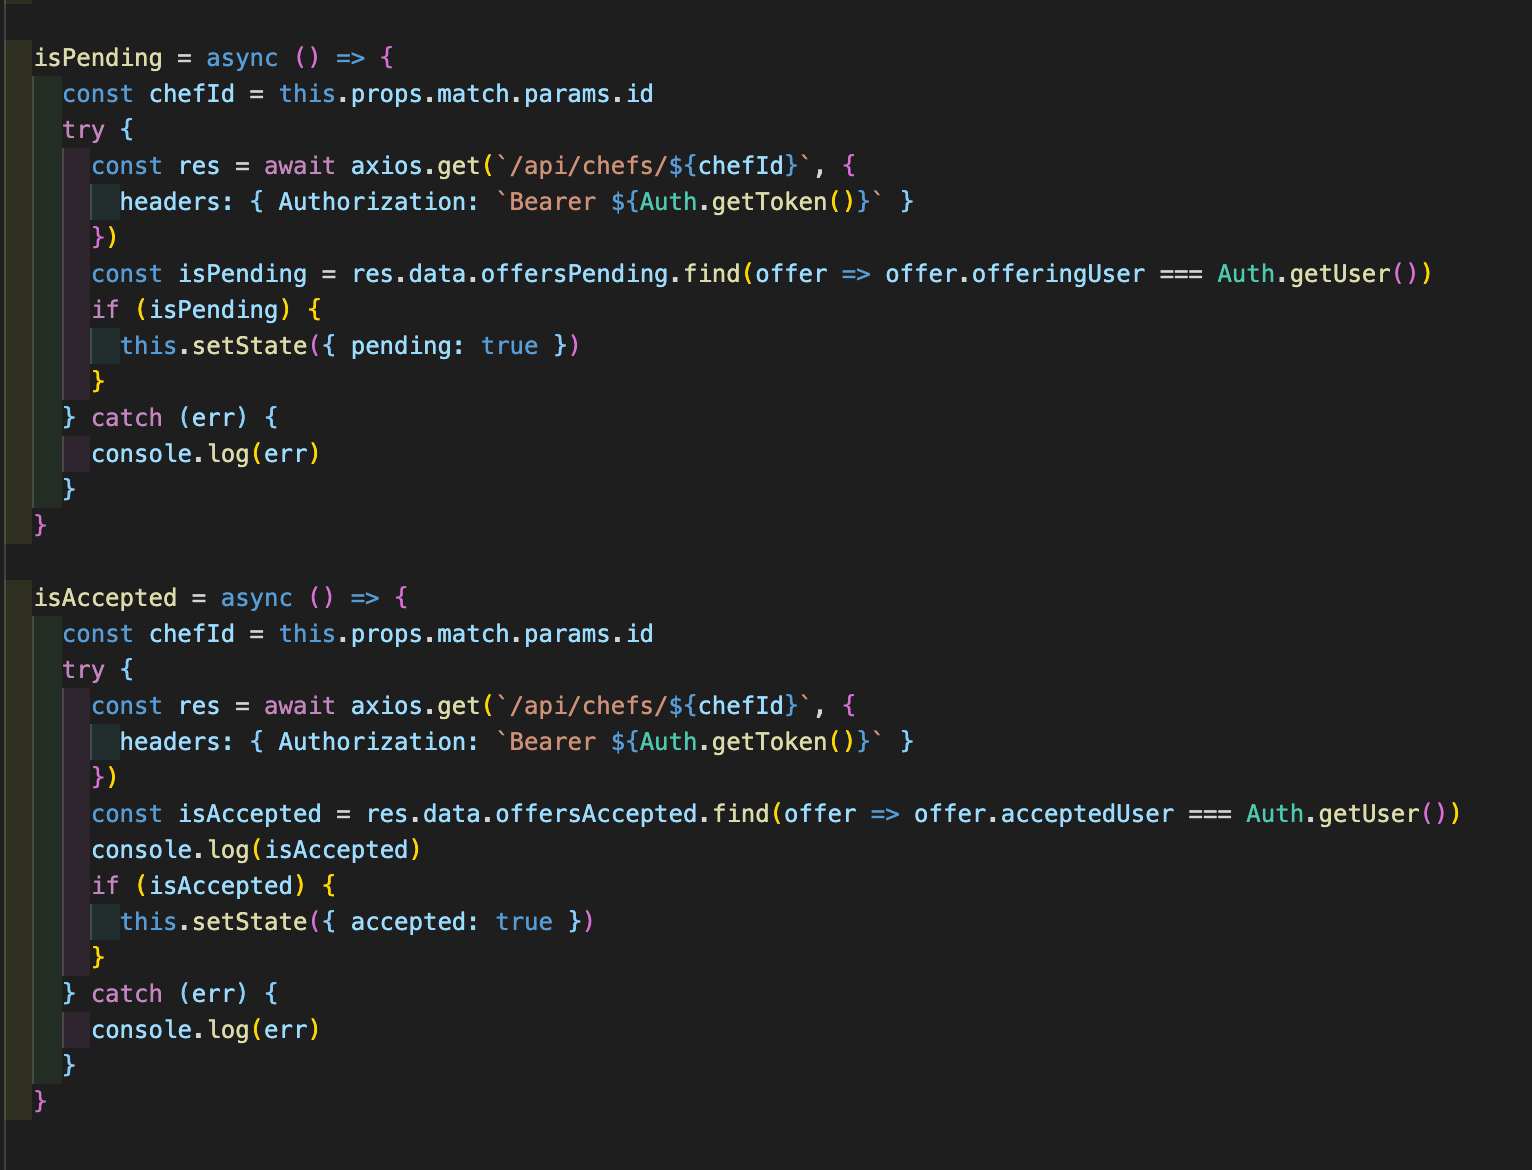 isPending = async () => {
const chefId = this.props.match.params.id
try {
const res = await axios.get(`/api/chefs/${chefId}`, {
headers: { Authorization: `Bearer ${Auth.getToken()}` }
})
const isPending = res.data.offersPending.find(offer => offer.offeringUser === Auth.getUser())
if (isPending) {
this.setState({ pending: true })
}
} catch (err) {
console.log(err)
}
}
isAccepted = async () => {
const chefId = this.props.match.params.id
try {
const res = await axios.get(`/api/chefs/${chefId}`, {
headers: { Authorization: `Bearer ${Auth.getToken()}` }
})
const isAccepted = res.data.offersAccepted.find(offer => offer.acceptedUser === Auth.getUser())
console.log(isAccepted)
if (isAccepted) {
this.setState({ accepted: true })
}
} catch (err) {
console.log(err)
}
}